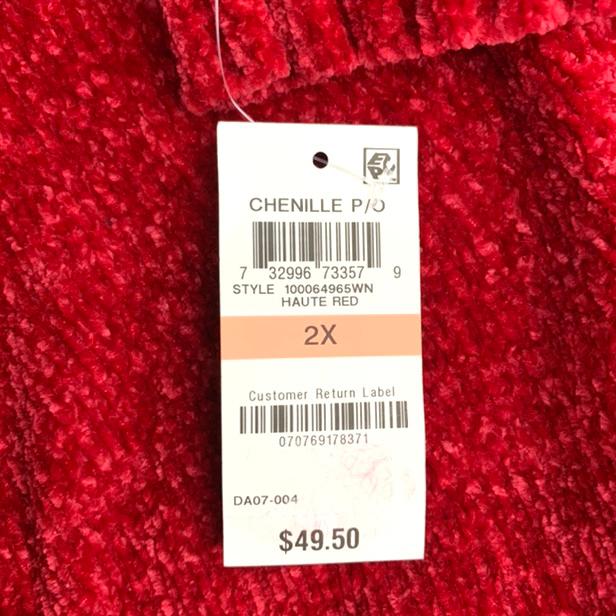 CHENILLE P/O
7 32996 73357 9
STYLE 100064965WN
HAUTE RED
2X
Customer Return Label
070769178371
DA07-004
$49.50